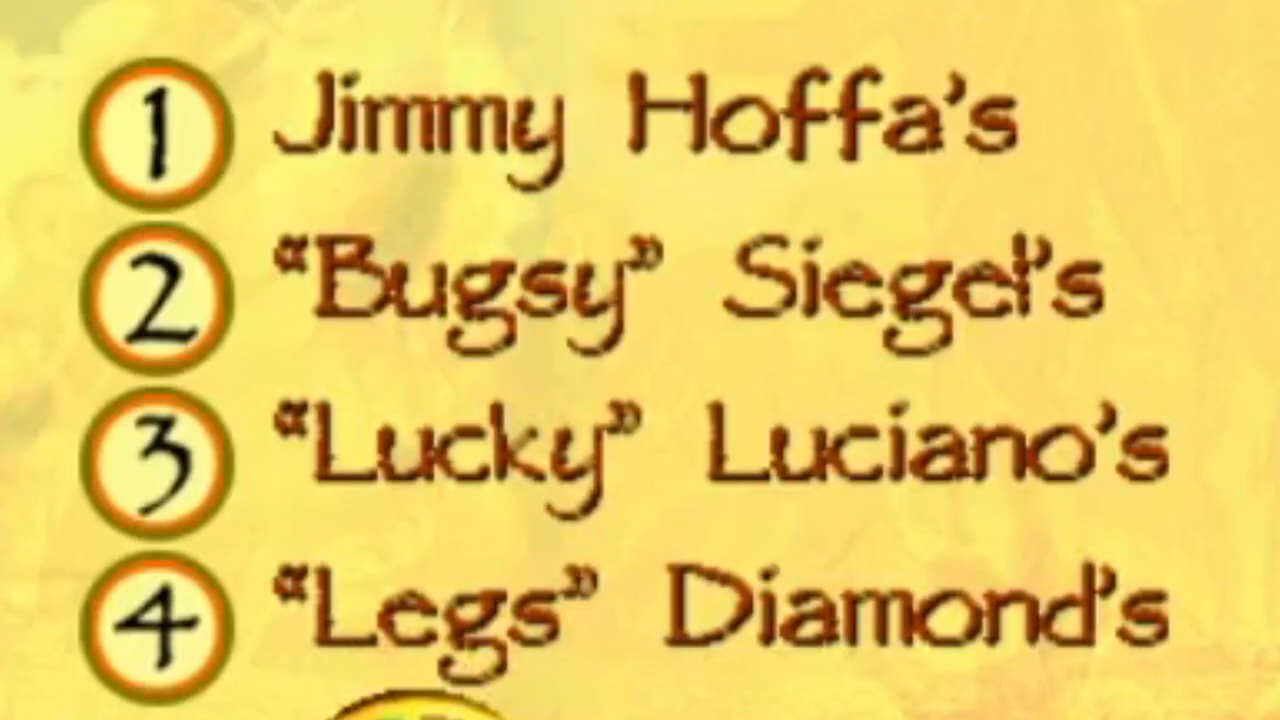 1 Jimmy Hoffa's
2 “Bugsy” Siegel's
3 “Lucky” Luciano's
4 “Legs” Diamond's